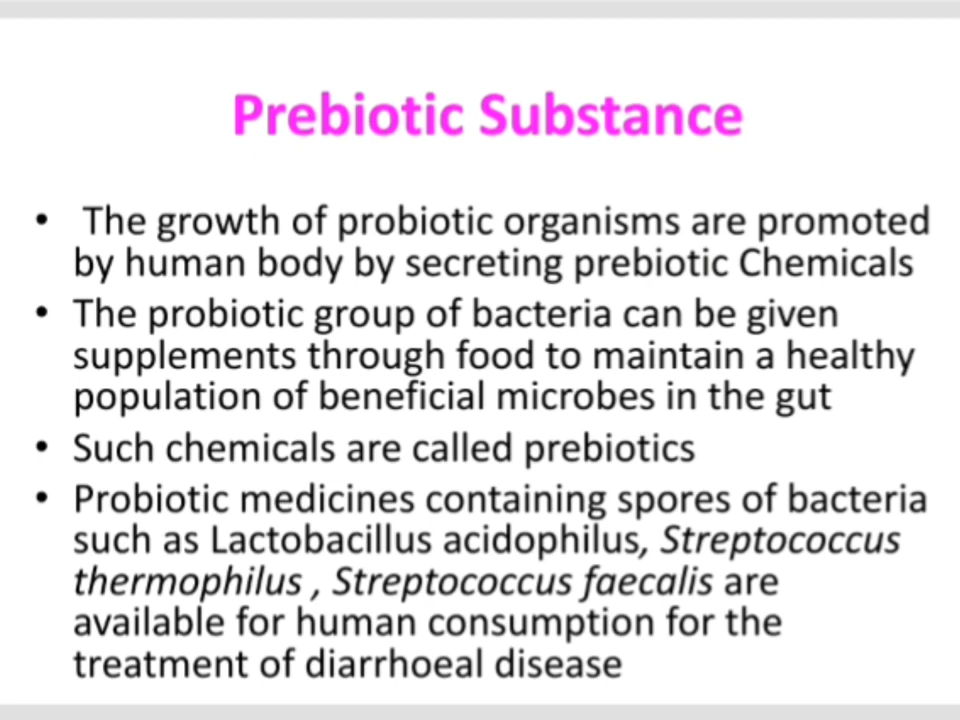 Prebiotic Substance
• The growth of probiotic organisms are promoted
by human body by secreting prebiotic Chemicals
• The probiotic group of bacteria can be given
supplements through food to maintain a healthy
population of beneficial microbes in the gut
• Such chemicals are called prebiotics
• Probiotic medicines containing spores of bacteria
such as Lactobacillus acidophilus, Streptococcus
thermophilus , Streptococcus faecalis are
available for human consumption for the
treatment of diarrhoeal disease